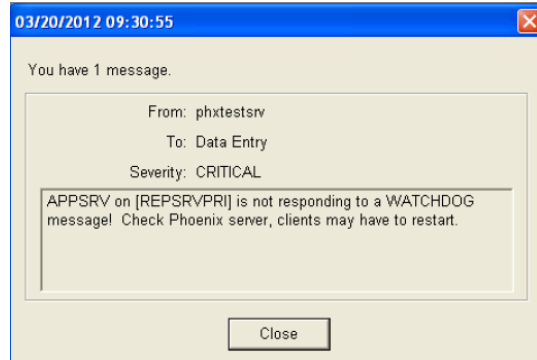 03/20/2012 09:30:55
You have 1 message.
From: phxtestsrv
To: Data Entry
Severity: CRITICAL
APPSRV on [REPSRVPRI] is not responding to a WATCHDOG
message!  Check Phoenix server, clients may have to restart.
Close